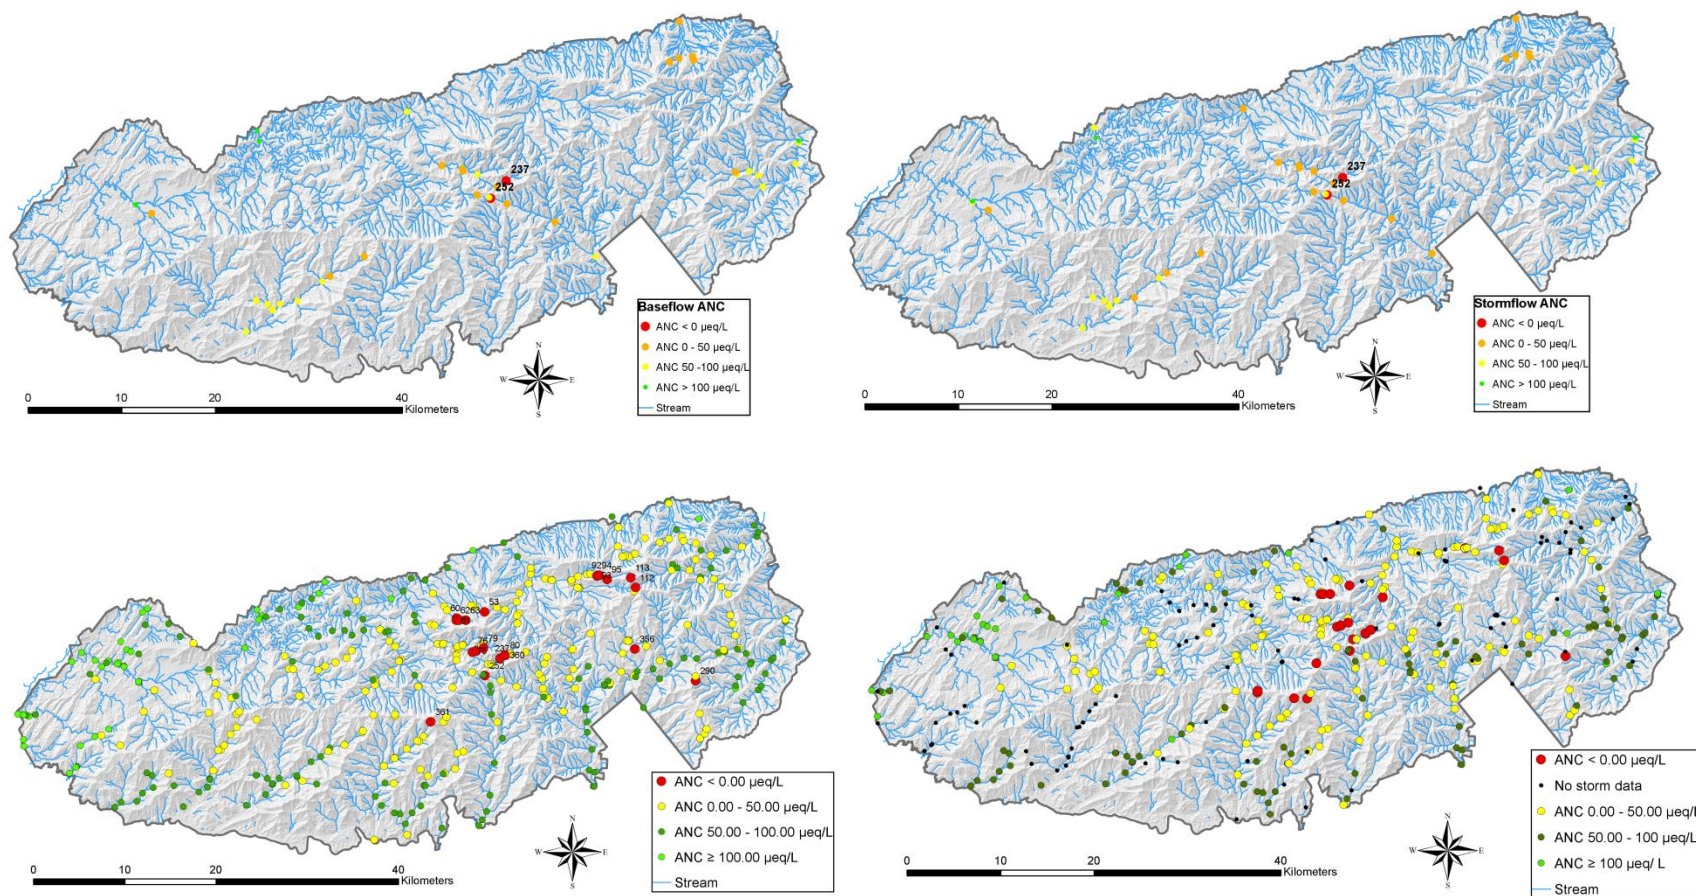 237
252
Baseflow ANC
ANC < 0 µeq/L
ANC 0 - 50 µeq/L
ANC 50 -100 µeq/L
ANC > 100 µeq/L
Stream
N
W E
S
0 10 20 40
Kilometers
237
252
Stormflow ANC
ANC < 0 µeq/L
ANC 0 - 50 µeq/L
ANC 50 -100 µeq/L
ANC > 100 µeq/L
Stream
N
W E
S
0 10 20 40
Kilometers
95
113
112
53
79
237
360
252
356
290
361
ANC < 0.00 µeq/L
ANC 0.00 - 50.00 µeq/L
ANC 50.00 - 100.00 µeq/L
ANC ≥ 100.00 µeq/L
Stream
N
W E
S
0 10 20 40
Kilometers
ANC < 0.00 µeq/L
No storm data
ANC 0.00 - 50.00 µeq/L
ANC 50.00 - 100 µeq/L
ANC ≥ 100 µeq/ L
Stream
N
W E
S
0 10 20 40
Kilometers